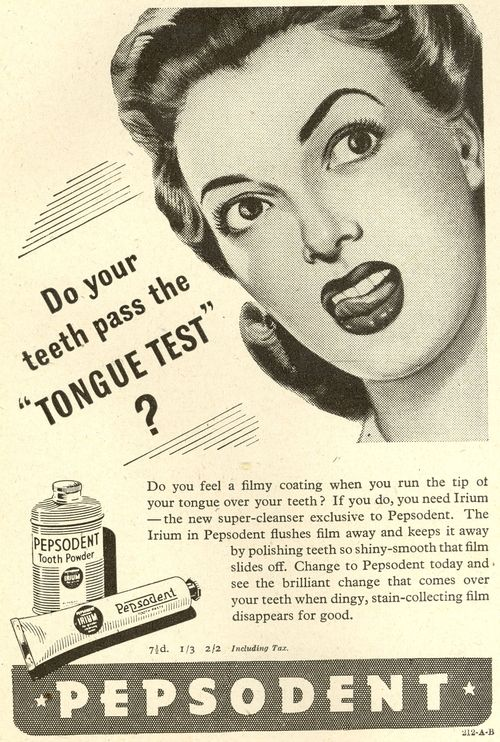 Do your
teeth pass the
"TONGUE TEST"
?
Do you feel a filmy coating when you run the tip of
your tongue over your teeth? If you do, you need Irium
— the new super-cleanser exclusive to Pepsodent. The
Irium in Pepsodent flushes film away and keeps it away
by polishing teeth so shiny-smooth that film
slides off. Change to Pepsodent today and
see the brilliant change that comes over
your teeth when dingy, stain-collecting film
disappears for good.
PEPSODENT
Tooth Powder
IRIUM
IRIUM
Pepsodent
7½d. 1/3 2/2 Including Tax.
PEPSODENT
212-A-B